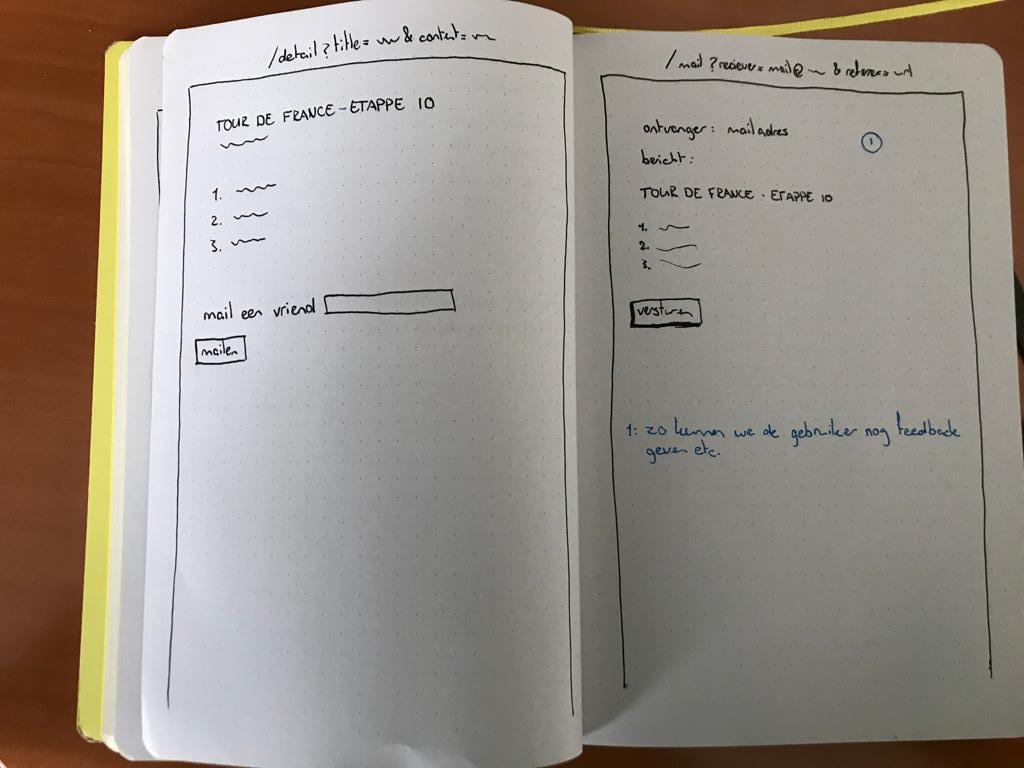 /detail?title= & content=
TOUR DE FRANCE - ETAPPE 10
1.
2.
3.
mail een vriend
mailen
/mail?reciever= mail@ & referer= url
ontvanger: mailadres
1
bericht:
TOUR DE FRANCE - ETAPPE 10
1.
2.
3.
versturen
1: zo kunnen we de gebruiker nog feedback
geven etc.